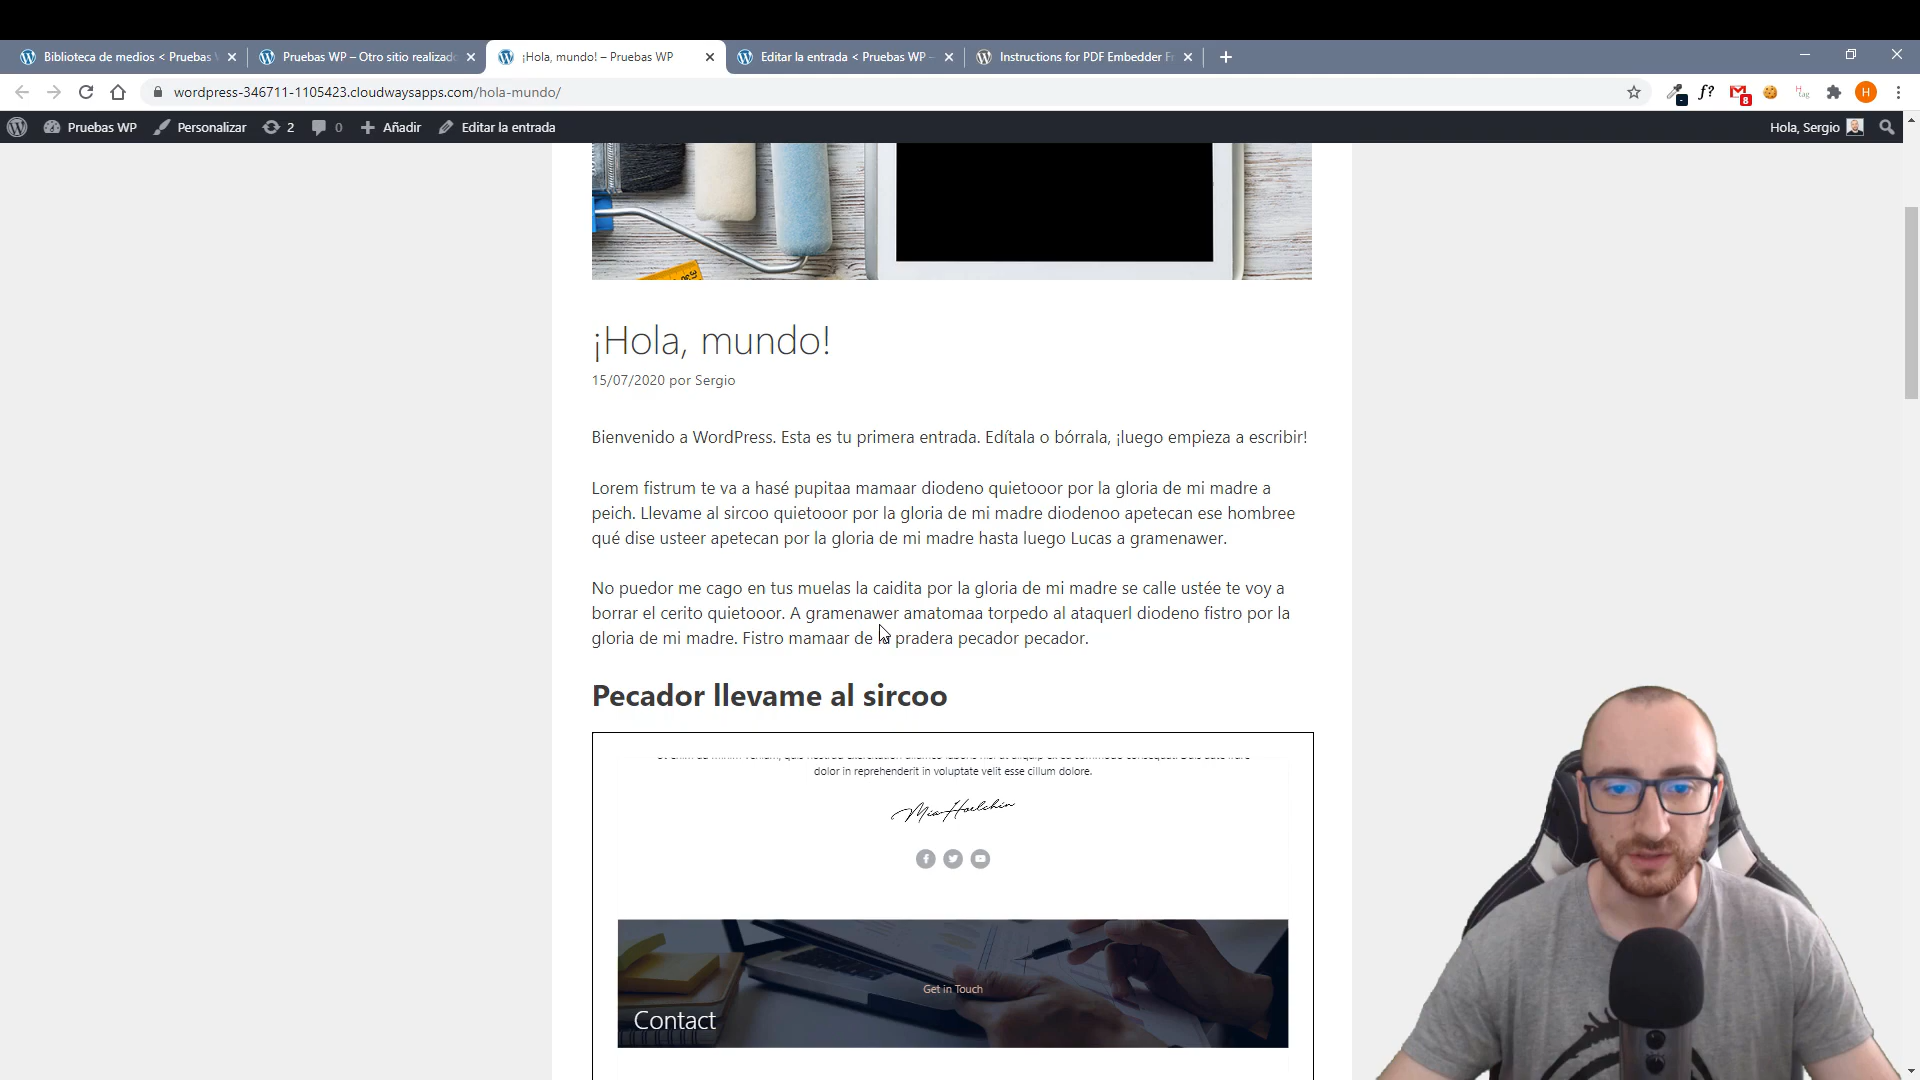 Biblioteca de medios < Pruebas
Pruebas WP – Otro sitio realizado
¡Hola, mundo! – Pruebas WP
Editar la entrada < Pruebas WP –
Instructions for PDF Embedder Fr
wordpress-346711-1105423.cloudwaysapps.com/hola-mundo/
f?
8
H
Pruebas WP
Personalizar
2
0
Añadir
Editar la entrada
Hola, Sergio
¡Hola, mundo!
15/07/2020 por Sergio
Bienvenido a WordPress. Esta es tu primera entrada. Edítala o bórrala, ¡luego empieza a escribir!
Lorem fistrum te va a hasé pupitaa mamaar diodeno quietooor por la gloria de mi madre a
peich. Llevame al sircoo quietooor por la gloria de mi madre diodenoo apetecan ese hombree
qué dise usteer apetecan por la gloria de mi madre hasta luego Lucas a gramenawer.
No puedor me cago en tus muelas la caidita por la gloria de mi madre se calle ustée te voy a
borrar el cerito quietooor. A gramenawer amatomaa torpedo al ataquerl diodeno fistro por la
gloria de mi madre. Fistro mamaar de la pradera pecador pecador.
Pecador llevame al sircoo
dolor in reprehenderit in voluptate velit esse cillum dolore.
Mia Hoelchin
Get in Touch
Contact